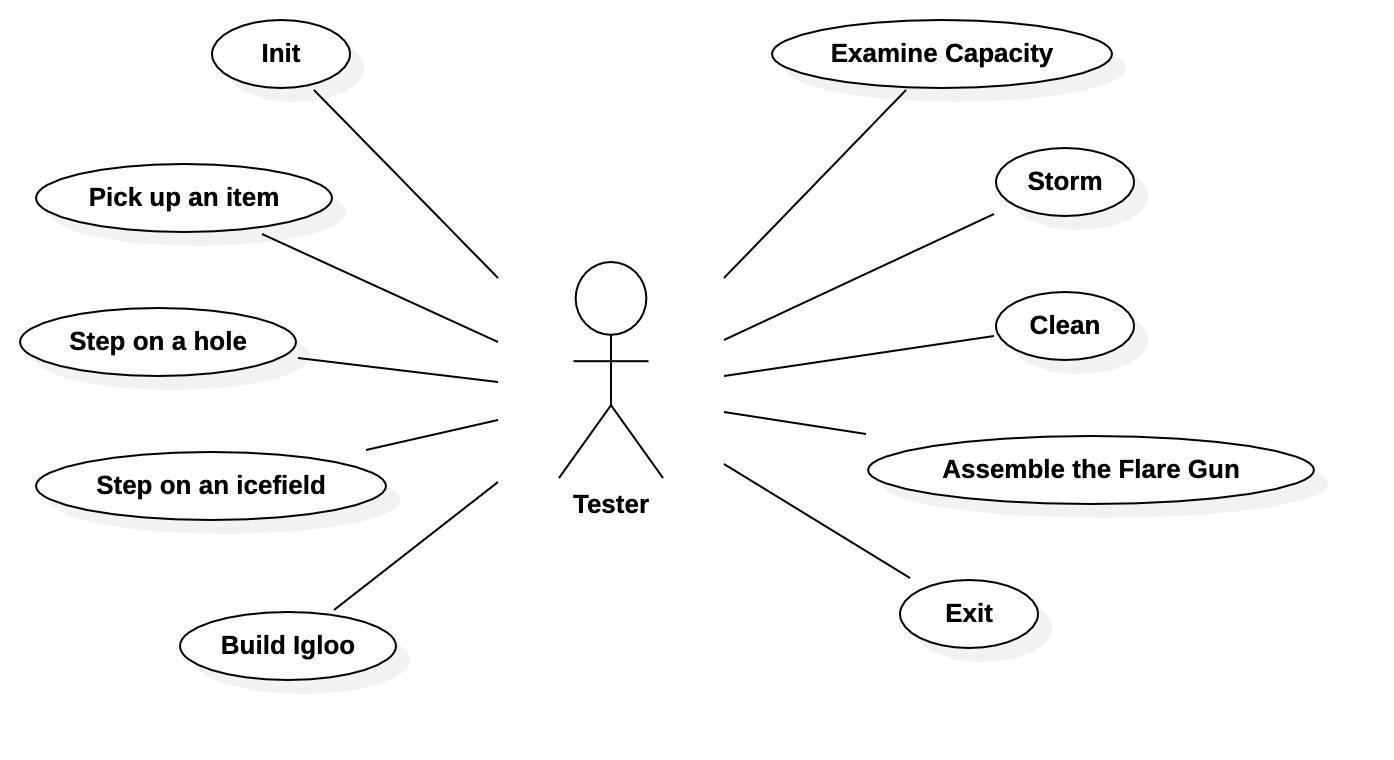 Init
Examine Capacity
Storm
Pick up an item
Clean
Step on a hole
Assemble the Flare Gun
Step on an icefield
Tester
Exit
Build Igloo